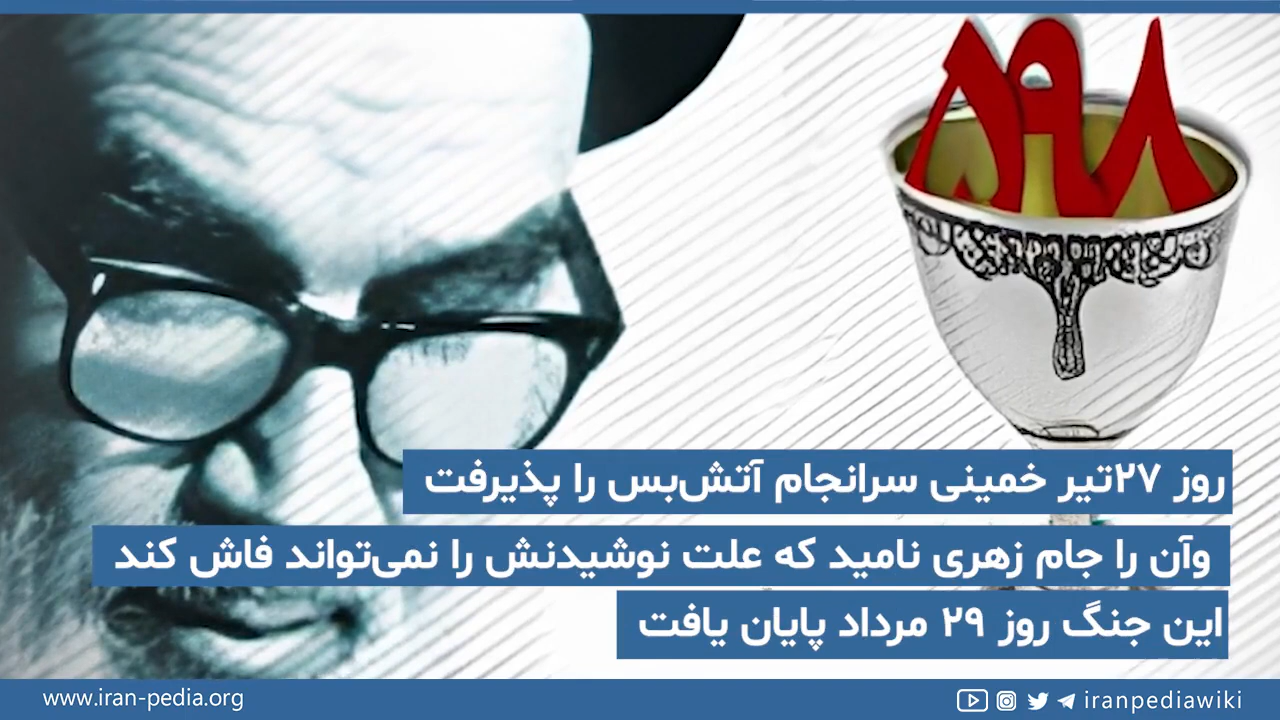 ۵۹۸
روز ۲۷تیر خمینی سرانجام آتش‌بس را پذیرفت
وآن را جام زهری نامید که علت نوشیدنش را نمی‌تواند فاش کند
این جنگ روز ۲۹ مرداد پایان یافت
www.iran-pedia.org
iranpediawiki